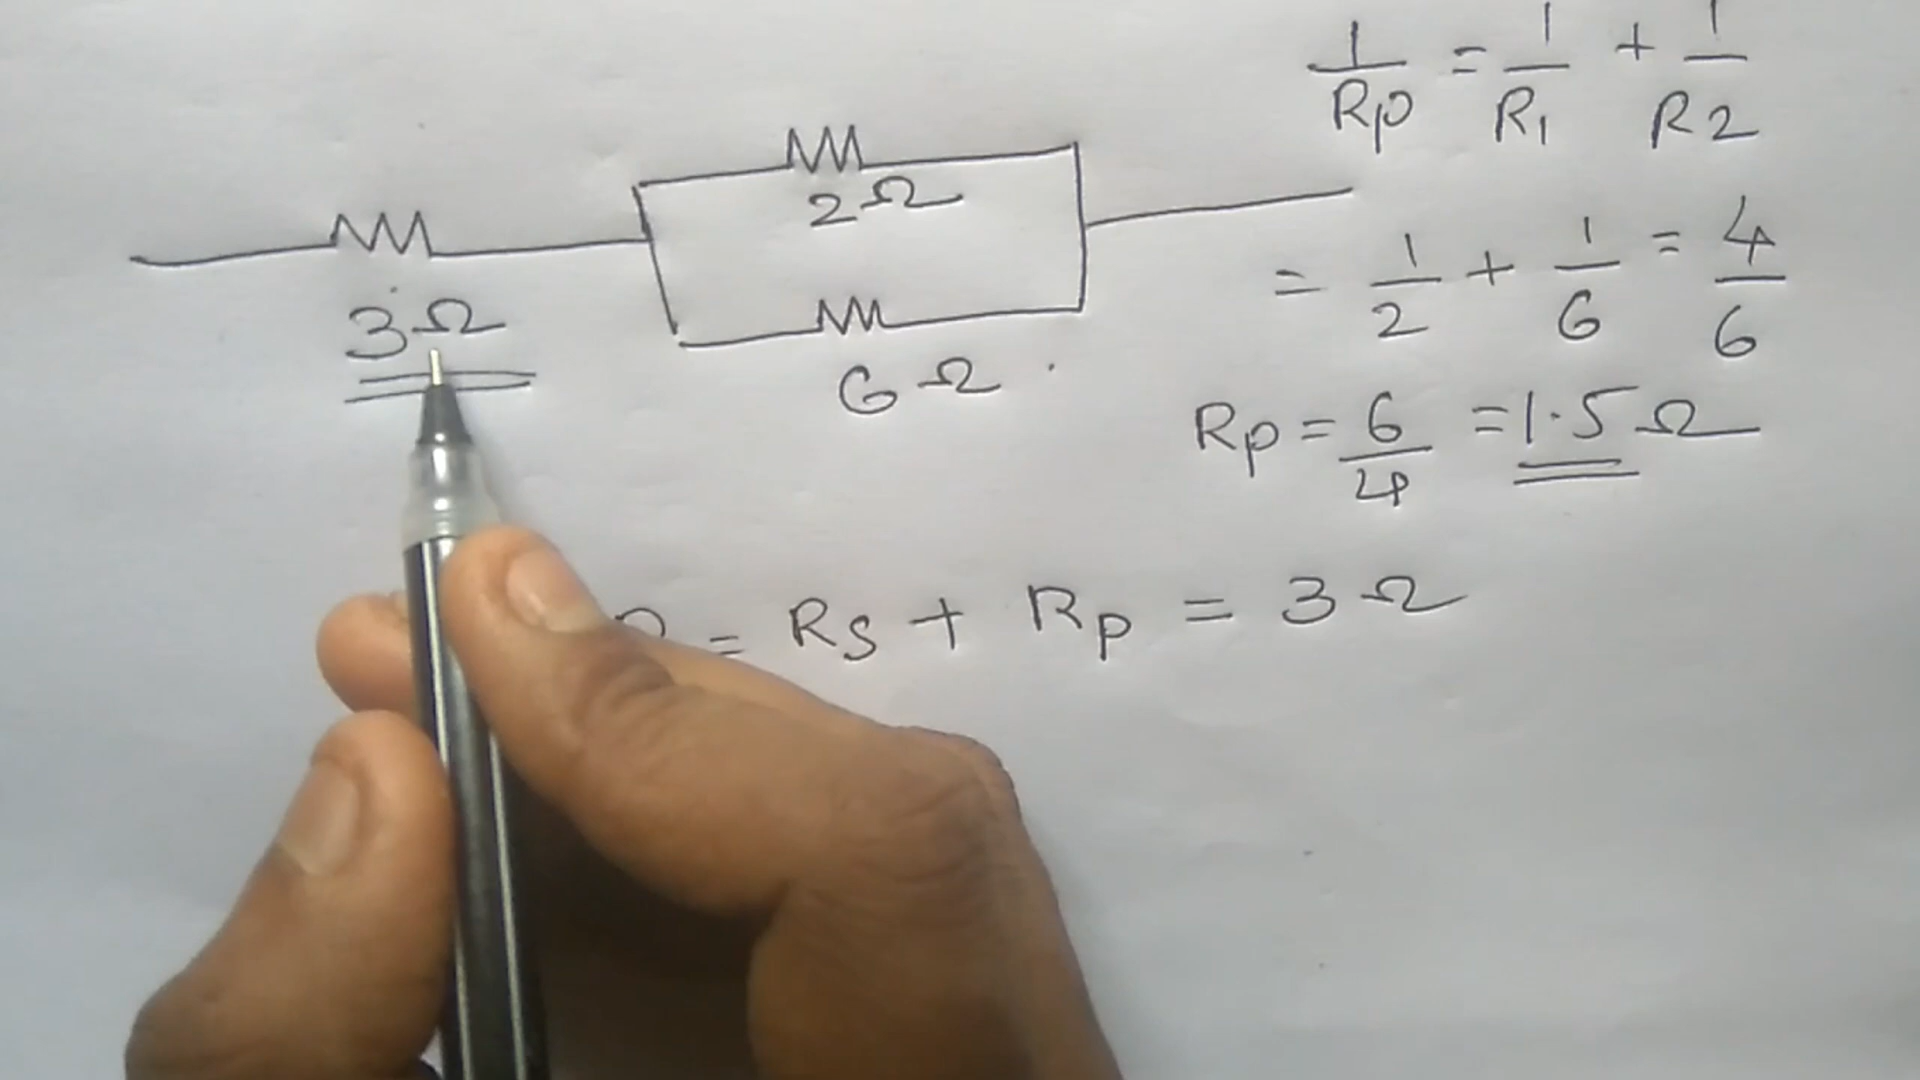 1/Rp = 1/R1 + 1/R2
2Ω
3Ω
6Ω
= 1/2 + 1/6 = 4/6
Rp = 6/4 = 1.5Ω
= Rs + Rp = 3Ω